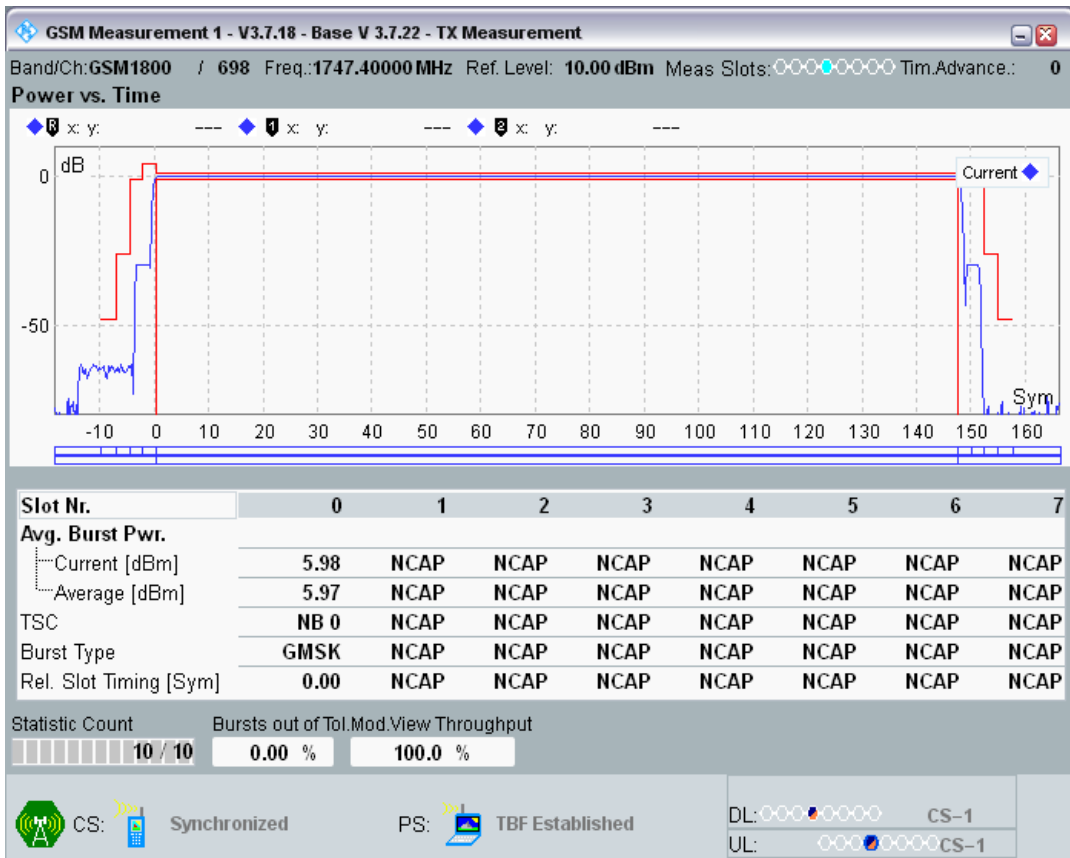 GSM Measurement 1 - V3.7.18 - Base V 3.7.22 - TX Measurement
Band/Ch:GSM1800 / 698 Freq.:1747.40000 MHz Ref. Level: 10.00 dBm Meas Slots: Tim.Advance.: 0
Power vs. Time
R x: y: --- 1 x: y: --- 2 x: y: ---
dB
Current
0
-50
Sym
-10 0 10 20 30 40 50 60 70 80 90 100 110 120 130 140 150 160
Slot Nr. 0 1 2 3 4 5 6 7
Avg. Burst Pwr.
Current [dBm] 5.98 NCAP NCAP NCAP NCAP NCAP NCAP NCAP
Average [dBm] 5.97 NCAP NCAP NCAP NCAP NCAP NCAP NCAP
TSC NB 0 NCAP NCAP NCAP NCAP NCAP NCAP NCAP
Burst Type GMSK NCAP NCAP NCAP NCAP NCAP NCAP NCAP
Rel. Slot Timing [Sym] 0.00 NCAP NCAP NCAP NCAP NCAP NCAP NCAP
Statistic Count Bursts out of Tol.Mod.View Throughput
10 / 10 0.00 % 100.0 %
CS: Synchronized PS: TBF Established
DL: CS-1
UL: CS-1